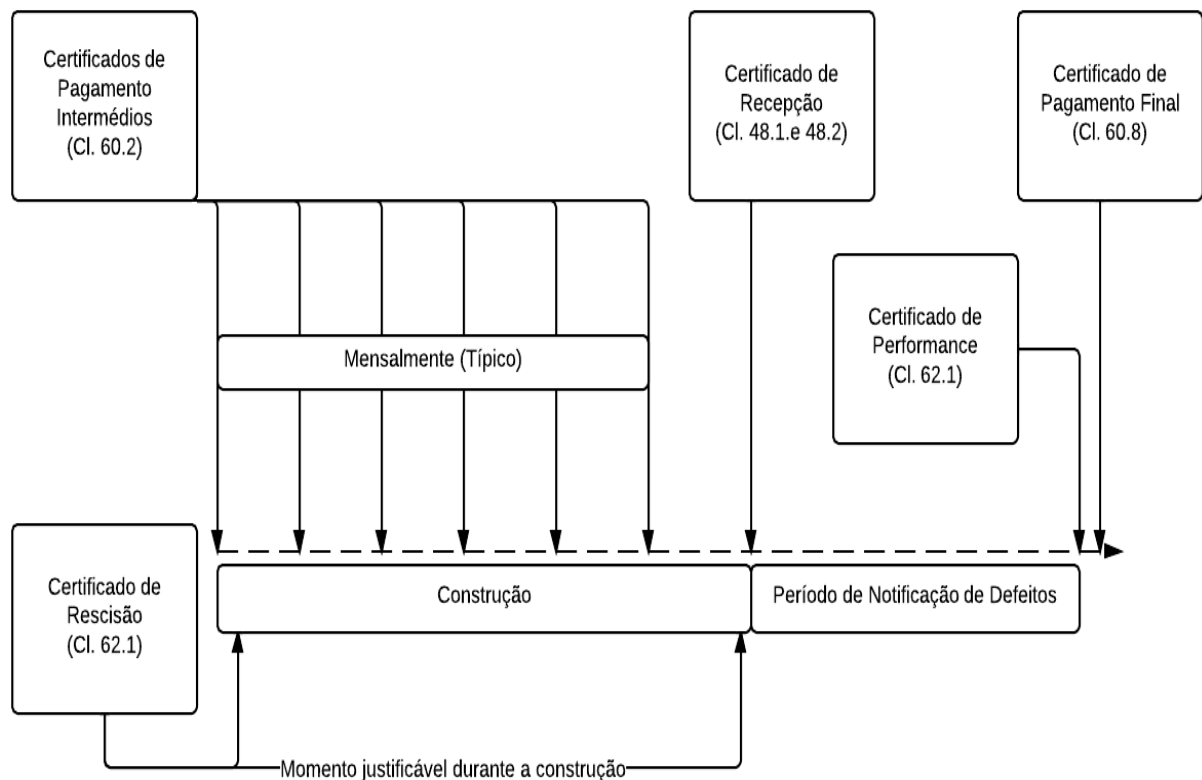 Certificados de
Pagamento
Intermédios
(Cl. 60.2)
Certificado de
Recepção
(Cl. 48.1.e 48.2)
Certificado de
Pagamento Final
(Cl. 60.8)
Certificado de
Performance
(Cl. 62.1)
Mensalmente (Típico)
Certificado de
Rescisão
(Cl. 62.1)
Construção
Período de Notificação de Defeitos
Momento justificável durante a construção